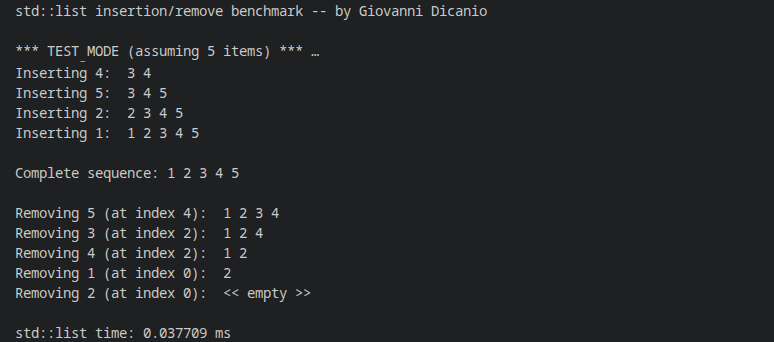 std::list insertion/remove benchmark -- by Giovanni Dicanio
*** TEST_MODE (assuming 5 items) *** …
Inserting 4:  3 4
Inserting 5:  3 4 5
Inserting 2:  2 3 4 5
Inserting 1:  1 2 3 4 5
Complete sequence: 1 2 3 4 5
Removing 5 (at index 4):  1 2 3 4
Removing 3 (at index 2):  1 2 4
Removing 4 (at index 2):  1 2
Removing 1 (at index 0):  2
Removing 2 (at index 0):  << empty >>
std::list time: 0.037709 ms